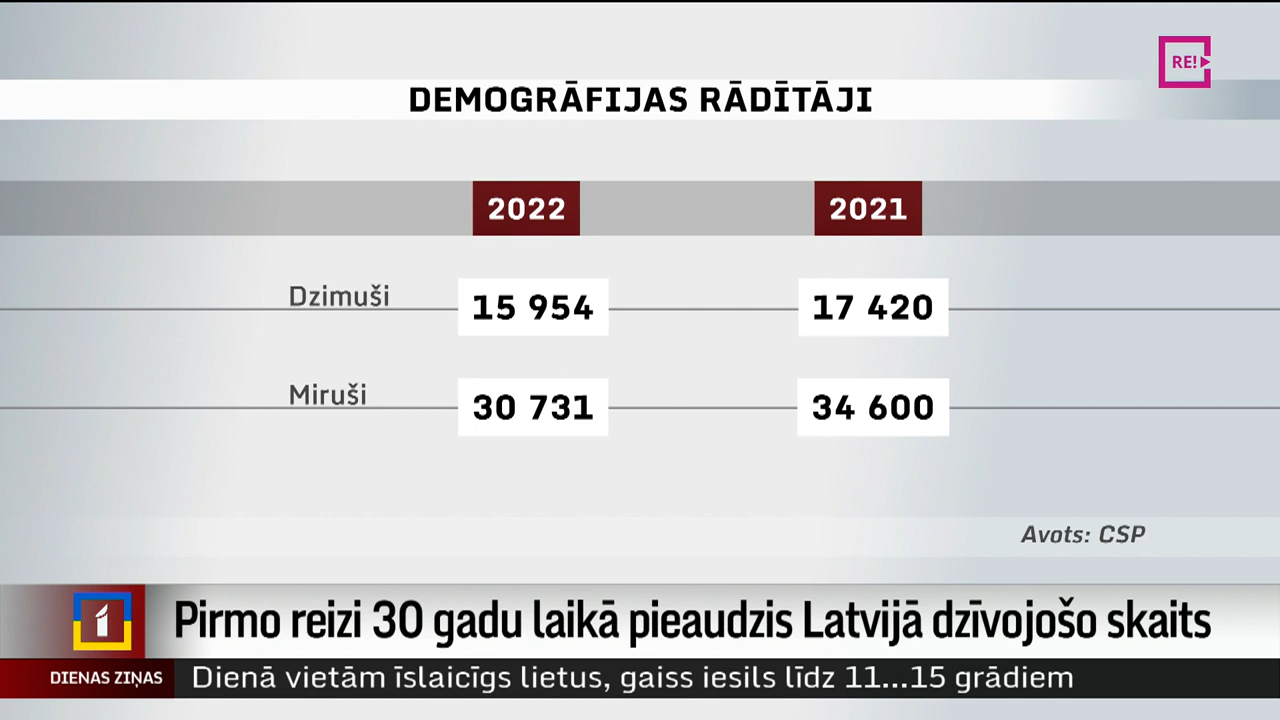 RE!
DEMOGRĀFIJAS RĀDĪTĀJI
2022 2021
Dzimuši 15 954 17 420
Miruši 30 731 34 600
Avots: CSP
1 Pirmo reizi 30 gadu laikā pieaudzis Latvijā dzīvojošo skaits
DIENAS ZIŅAS Dienā vietām īslaicīgs lietus, gaiss iesils līdz 11...15 grādiem